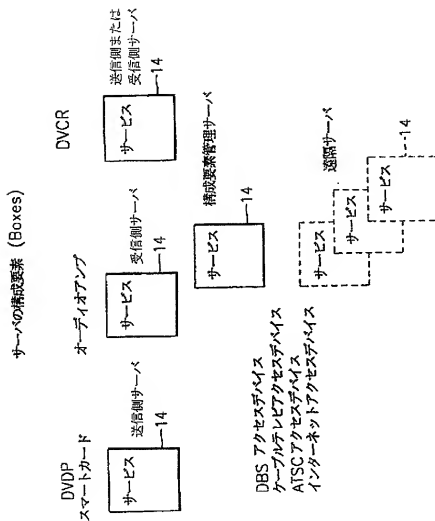 サーバの構成要素 (Boxes)
DVDP
スマートカード
サービス
送信側サーバ
14
オーディオアンプ
サービス
受信側サーバ
14
DVCR
サービス
送信側または
受信側サーバ
14
サービス
構成要素管理サーバ
14
DBS アクセスデバイス
ケーブルテレビアクセスデバイス
ATSC アクセスデバイス
インターネットアクセスデバイス
サービス
サービス
サービス
遠隔サーバ
14